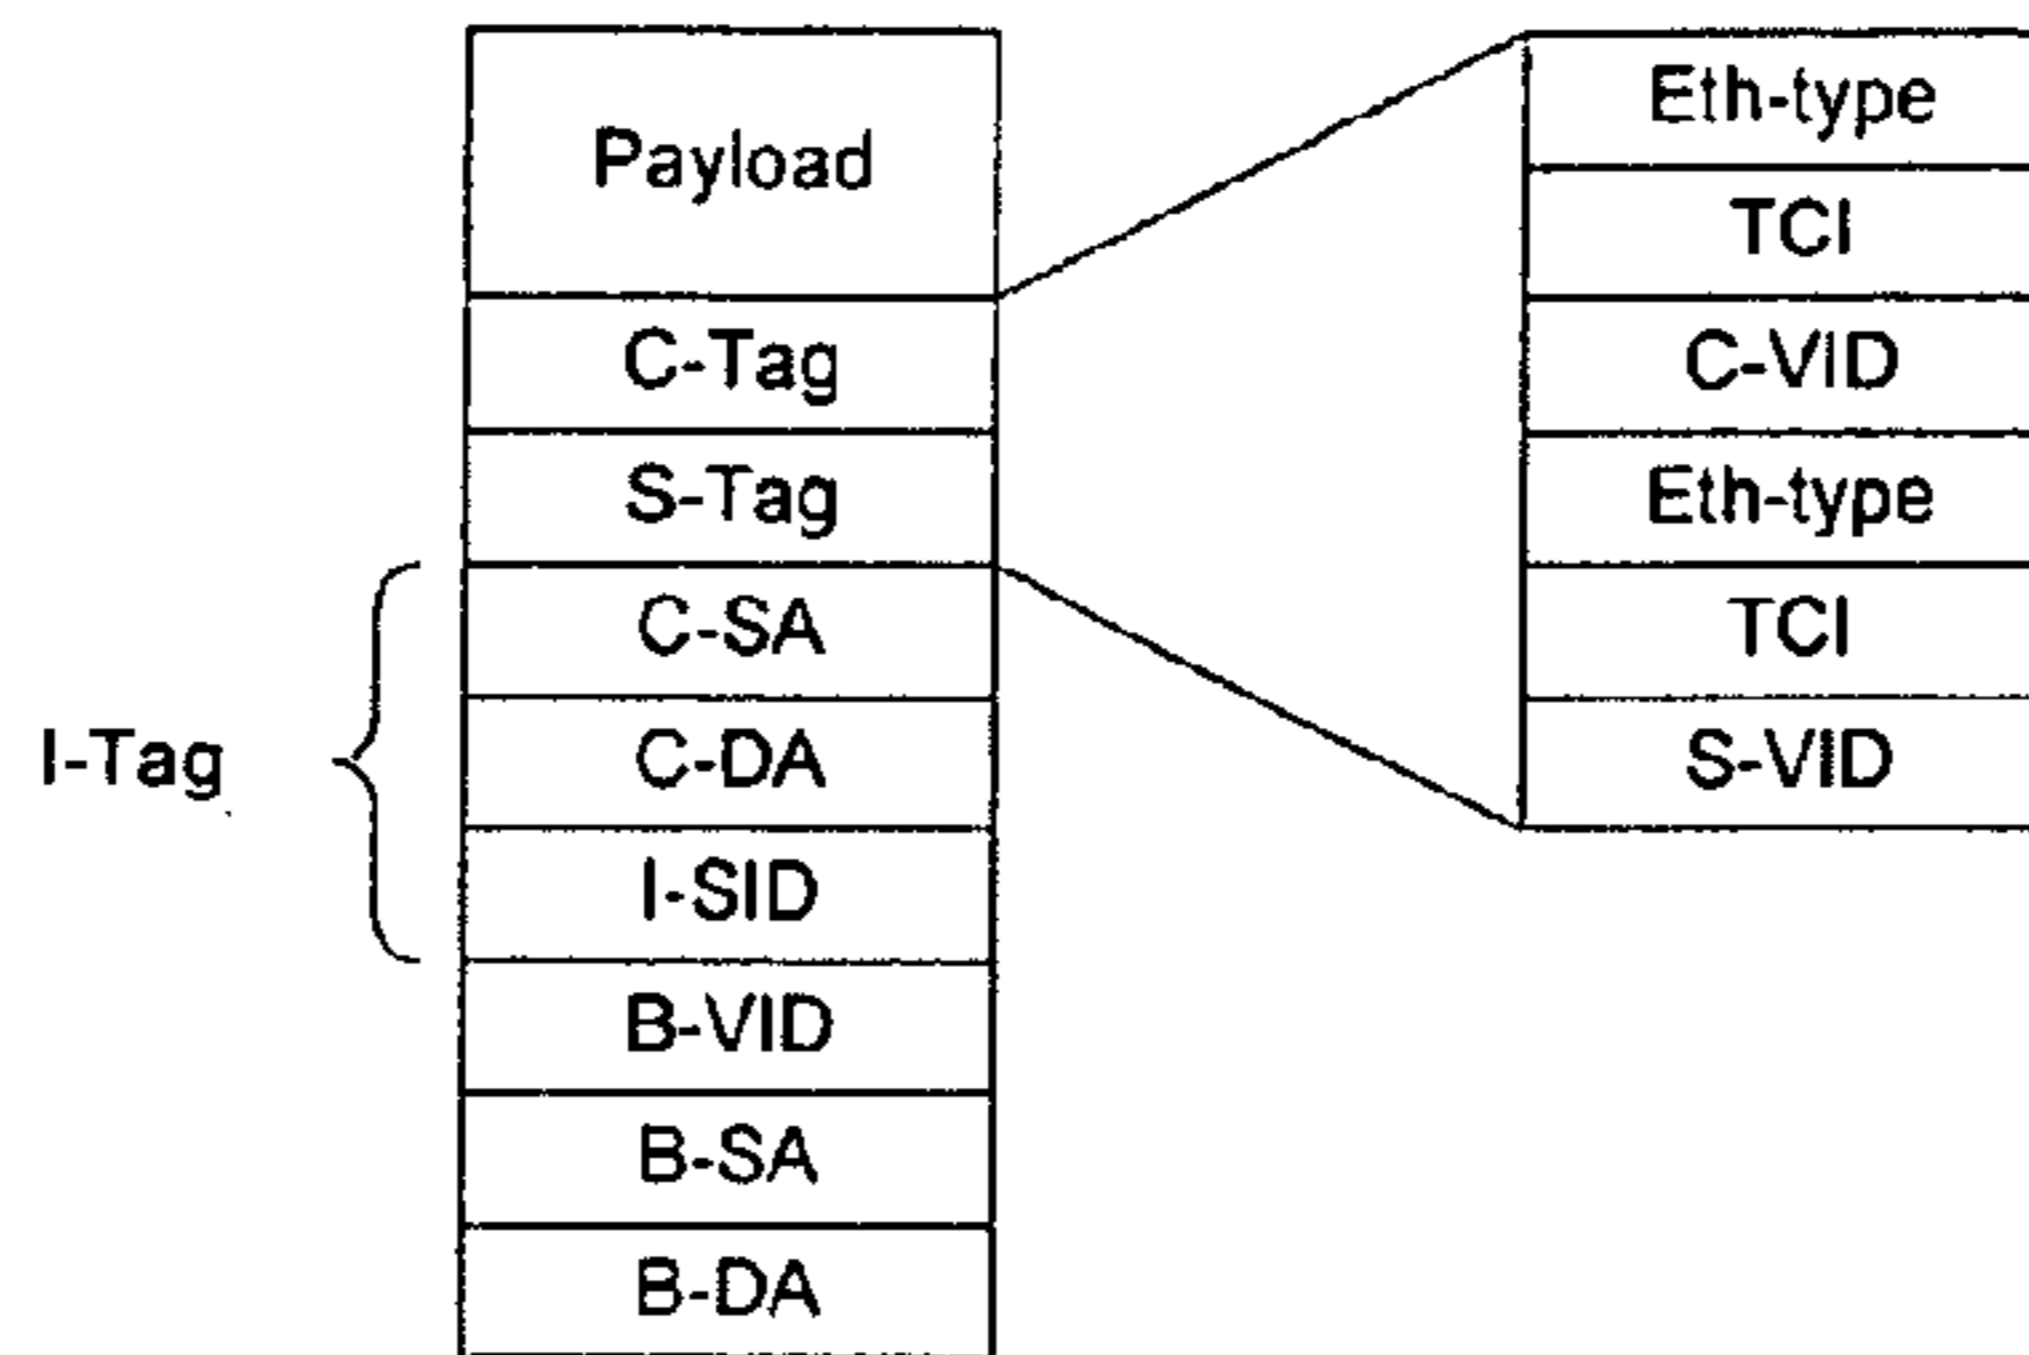 Payload
C-Tag
S-Tag
C-SA
C-DA
I-SID
B-VID
B-SA
B-DA
I-Tag
Eth-type
TCI
C-VID
Eth-type
TCI
S-VID